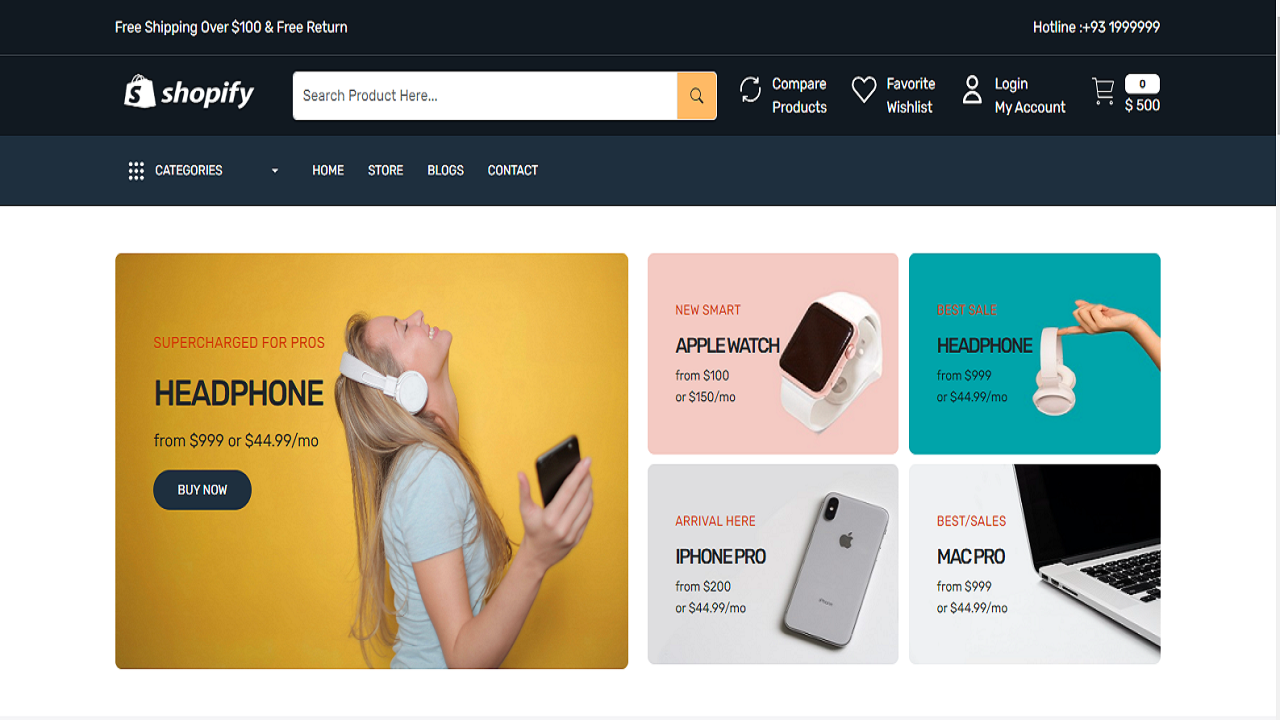 Free Shipping Over $100 & Free Return
Hotline :+93 1999999
S shopify
Search Product Here...
Compare
Products
Favorite
Wishlist
Login
My Account
0
$ 500
CATEGORIES
HOME
STORE
BLOGS
CONTACT
SUPERCHARGED FOR PROS
HEADPHONE
from $999 or $44.99/mo
BUY NOW
NEW SMART
APPLE WATCH
from $100
or $150/mo
BEST SALE
HEADPHONE
from $999
or $44.99/mo
ARRIVAL HERE
IPHONE PRO
from $200
or $44.99/mo
iPhone
BEST/SALES
MAC PRO
from $999
or $44.99/mo